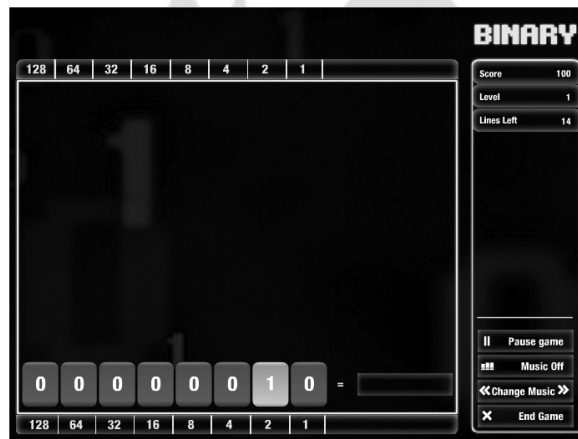 BINARY
128 64 32 16 8 4 2 1
Score 100
Level 1
Lines Left 14
0 0 0 0 0 0 1 0 =
128 64 32 16 8 4 2 1
Pause game
Music Off
Change Music
End Game